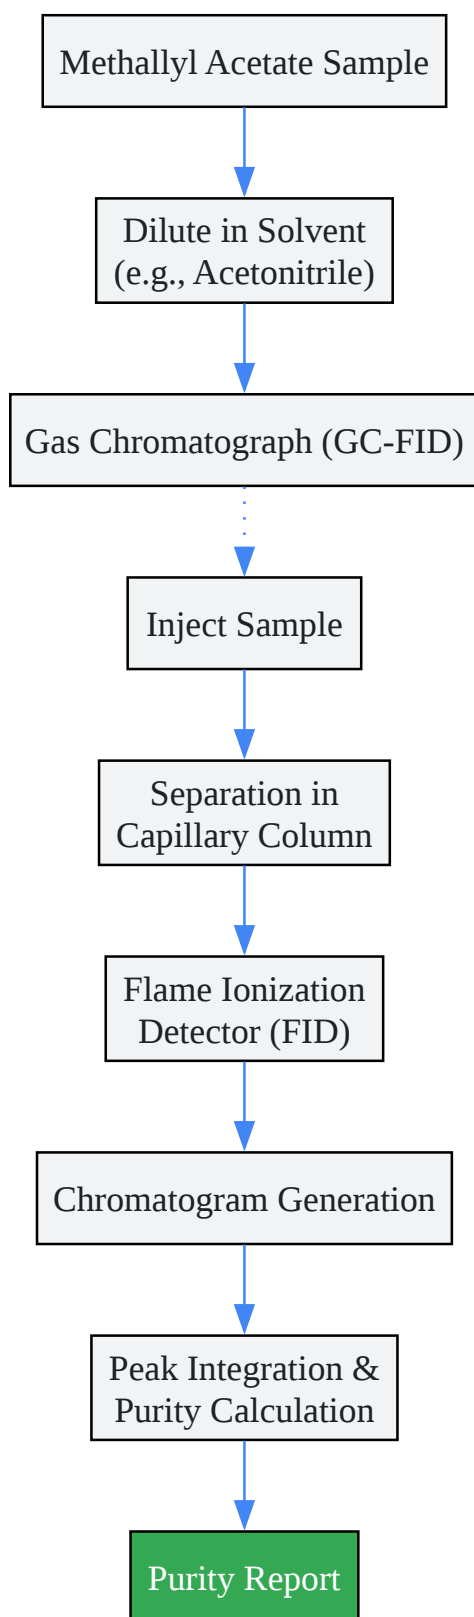 Methallyl Acetate Sample
Dilute in Solvent
(e.g., Acetonitrile)
Gas Chromatograph (GC-FID)
Inject Sample
Separation in
Capillary Column
Flame Ionization
Detector (FID)
Chromatogram Generation
Peak Integration &
Purity Calculation
Purity Report